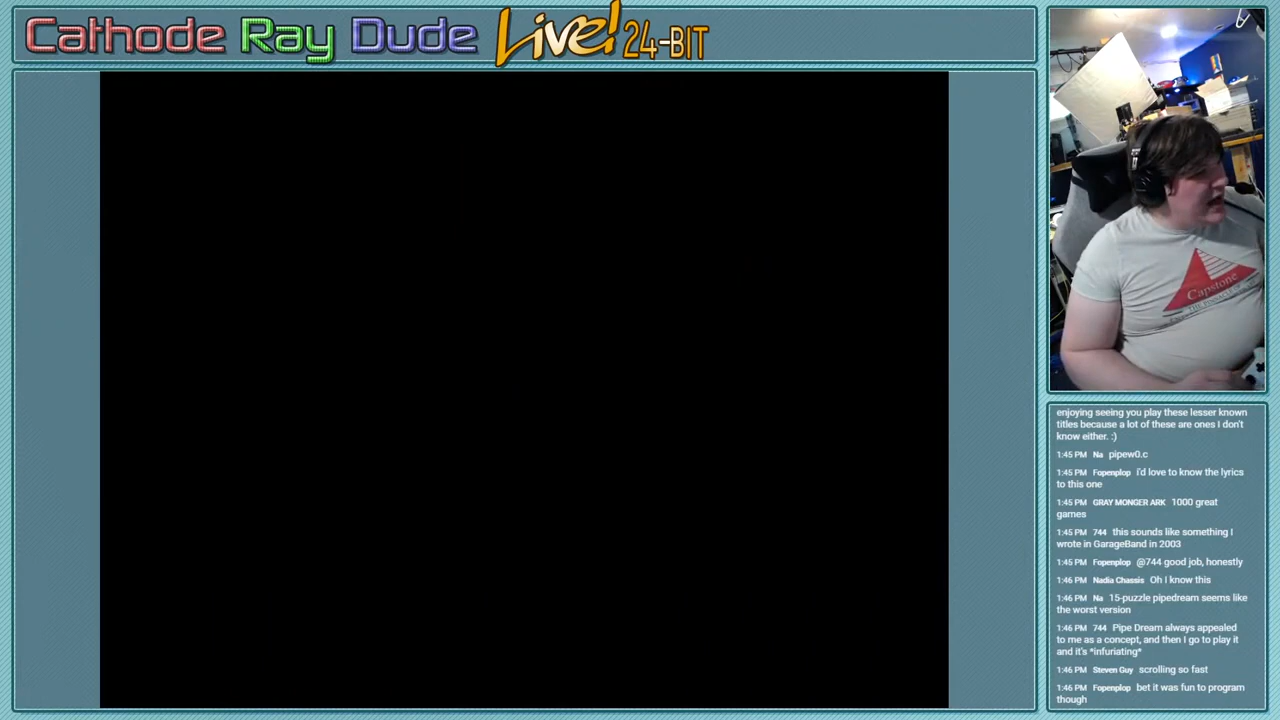 Cathode Ray Dude Live! 24-BIT
Capstone
enjoying seeing you play these lesser known
titles because a lot of these are ones I don't
know either. :)
1:45 PM Na pipew0.c
1:45 PM Fopenplop i'd love to know the lyrics
to this one
1:45 PM GRAY MONGER ARK 1000 great
games
1:45 PM 744 this sounds like something I
wrote in GarageBand in 2003
1:45 PM Fopenplop @744 good job, honestly
1:46 PM Nadia Chassis Oh I know this
1:46 PM Na 15-puzzle pipedream seems like
the worst version
1:46 PM 744 Pipe Dream always appealed
to me as a concept, and then I go to play it
and it's *infuriating*
1:46 PM Steven Guy scrolling so fast
1:46 PM Fopenplop bet it was fun to program
though